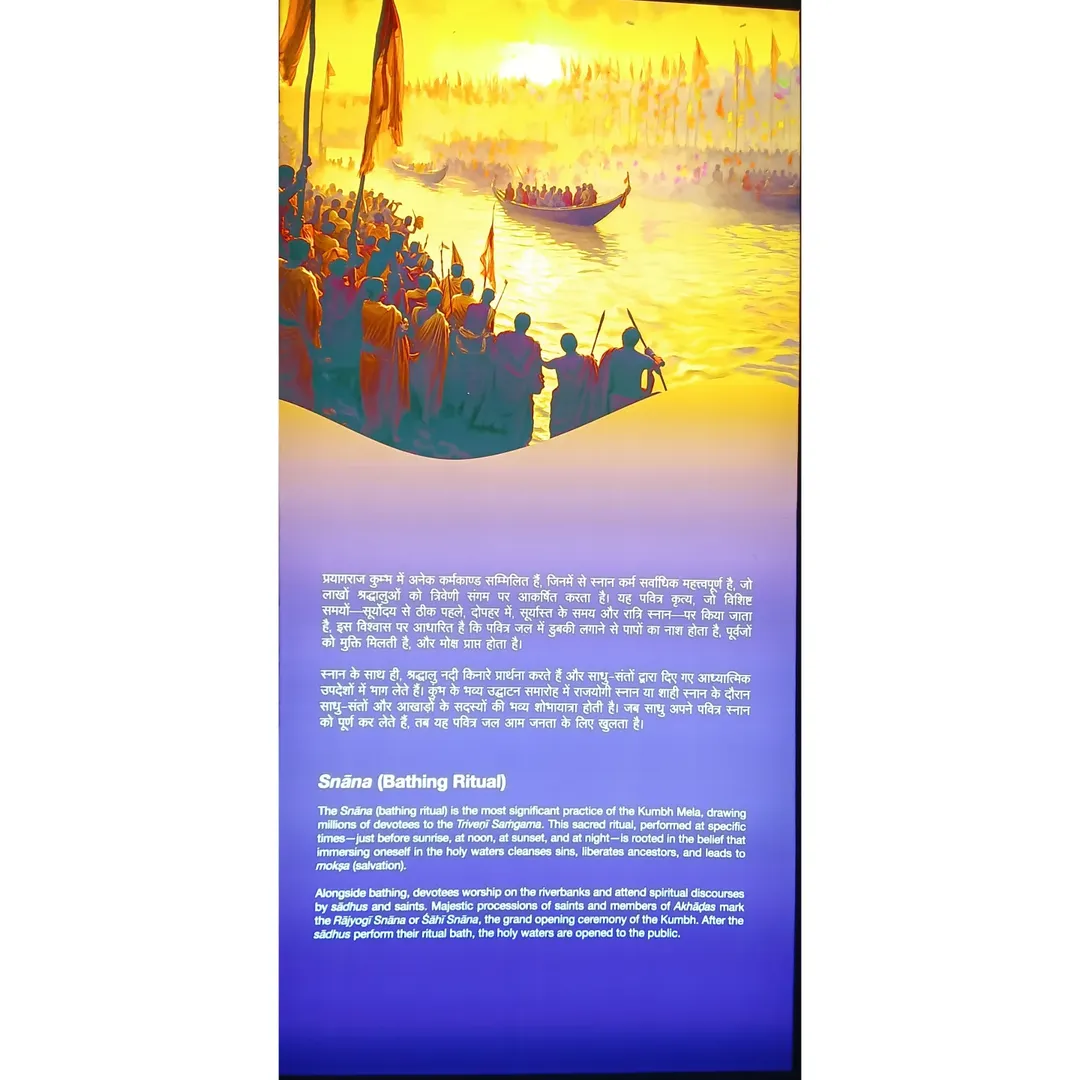 प्रयागराज कुम्भ में अनेक कर्मकाण्ड सम्मिलित हैं, जिनमें से स्नान कर्म सर्वाधिक महत्त्वपूर्ण है, जो
लाखों श्रद्धालुओं को त्रिवेणी संगम पर आकर्षित करता है। यह पवित्र कृत्य, जो विशिष्ट
समयों—सूर्योदय से ठीक पहले, दोपहर में, सूर्यास्त के समय और रात्रि स्नान—पर किया जाता
है, इस विश्वास पर आधारित है कि पवित्र जल में डुबकी लगाने से पापों का नाश होता है, पूर्वजों
को मुक्ति मिलती है, और मोक्ष प्राप्त होता है।
स्नान के साथ ही, श्रद्धालु नदी किनारे प्रार्थना करते हैं और साधु-संतों द्वारा दिए गए आध्यात्मिक
उपदेशों में भाग लेते हैं। कुंभ के भव्य उद्घाटन समारोह में राजयोगी स्नान या शाही स्नान के दौरान
साधु-संतों और आखाड़ों के सदस्यों की भव्य शोभायात्रा होती है। जब साधु अपने पवित्र स्नान
को पूर्ण कर लेते हैं, तब यह पवित्र जल आम जनता के लिए खुलता है।
Snāna (Bathing Ritual)
The Snāna (bathing ritual) is the most significant practice of the Kumbh Mela, drawing
millions of devotees to the Triveṇī Saṁgama. This sacred ritual, performed at specific
times—just before sunrise, at noon, at sunset, and at night—is rooted in the belief that
immersing oneself in the holy waters cleanses sins, liberates ancestors, and leads to
mokṣa (salvation).
Alongside bathing, devotees worship on the riverbanks and attend spiritual discourses
by sādhus and saints. Majestic processions of saints and members of Akhāḍas mark
the Rājyogī Snāna or Śāhī Snāna, the grand opening ceremony of the Kumbh. After the
sādhus perform their ritual bath, the holy waters are opened to the public.